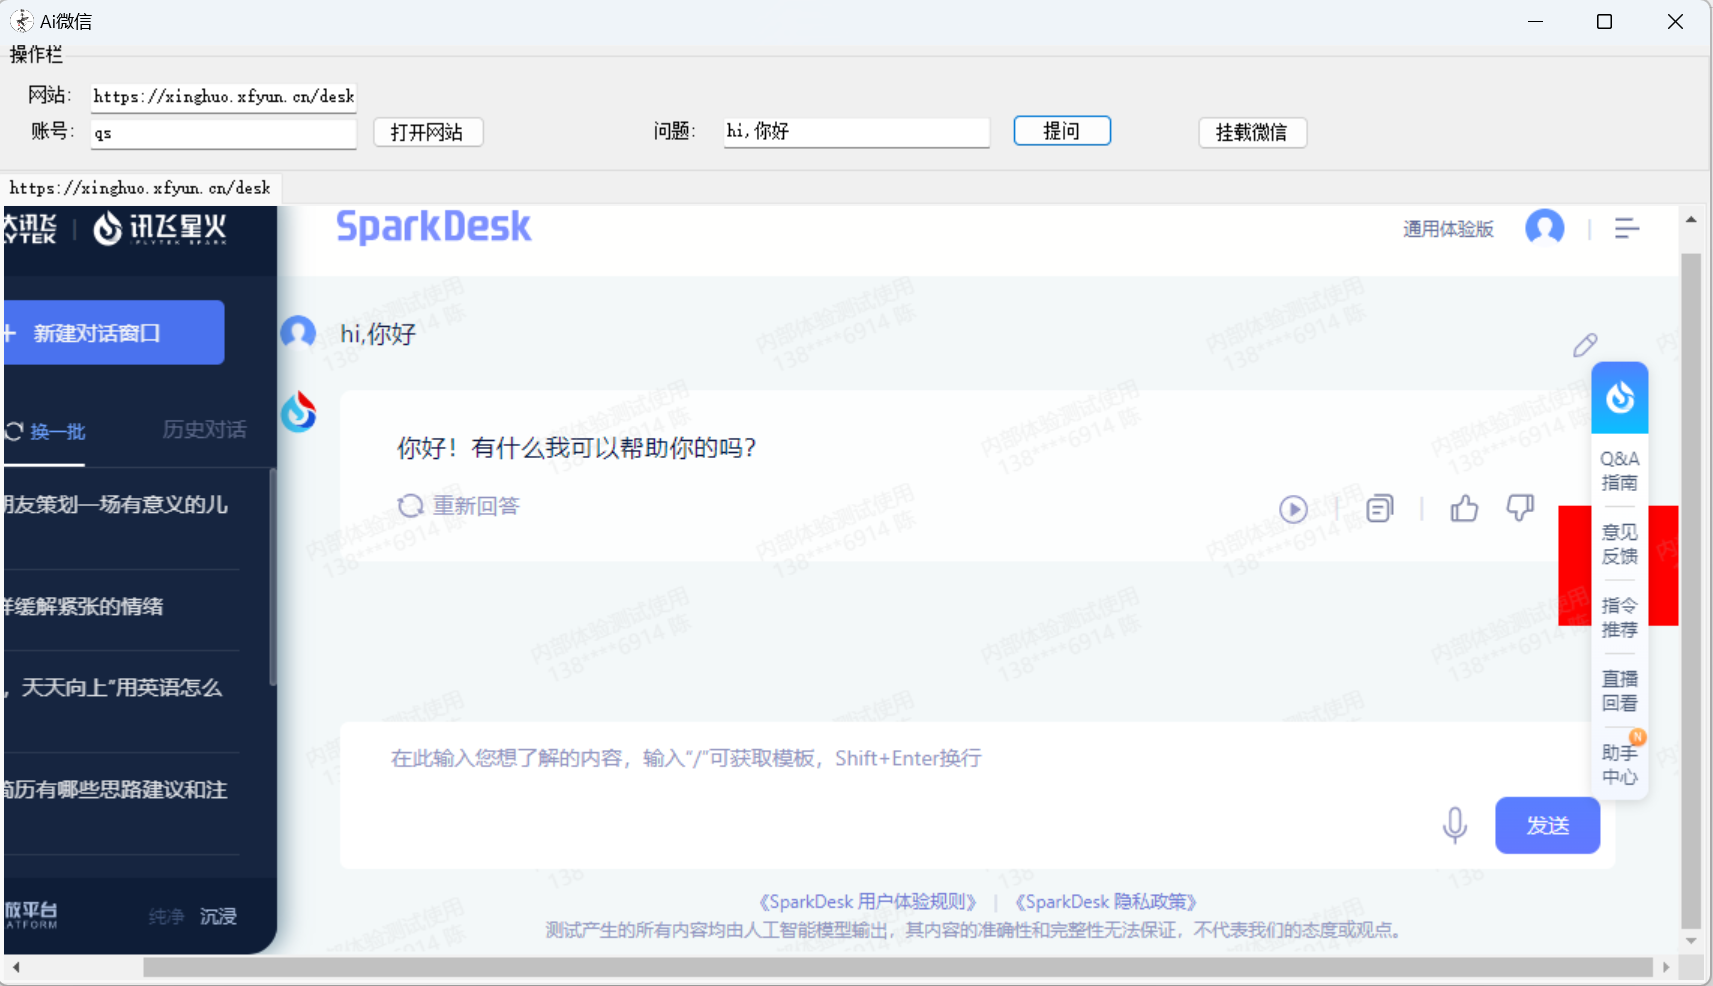 Ai微信
操作栏
网站: https://xinghuo.xfyun.cn/desk
账号: qs 打开网站 问题: hi,你好 提问 挂载微信
https://xinghuo.xfyun.cn/desk
讯飞星火
SparkDesk
通用体验版
+ 新建对话窗口
hi,你好
换一批 历史对话
你好！有什么我可以帮助你的吗?
重新回答
朋友策划一场有意义的儿
样缓解紧张的情绪
，天天向上”用英语怎么
简历有哪些思路建议和注
Q&A
指南
意见
反馈
指令
推荐
直播
回看
N
助手
中心
在此输入您想了解的内容，输入“/”可获取模板，Shift+Enter换行
发送
放平台
ATFORM
纯净 沉浸
《SparkDesk 用户体验规则》 | 《SparkDesk 隐私政策》
测试产生的所有内容均由人工智能模型输出，其内容的准确性和完整性无法保证，不代表我们的态度或观点。
内部体验测试使用
138****6914 陈